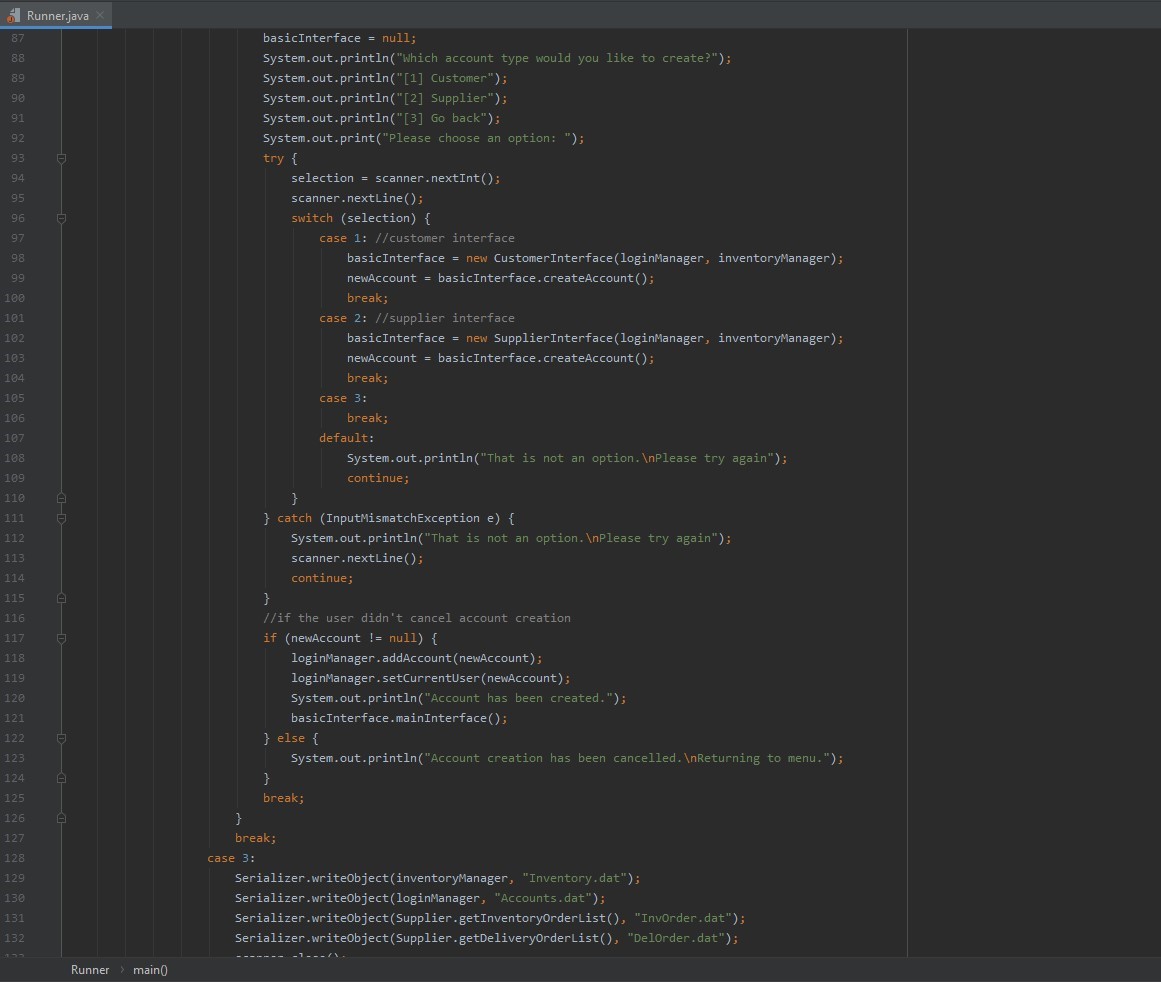 Runner.java
87 basicInterface = null;
88 System.out.println("Which account type would you like to create?");
89 System.out.println("[1] Customer");
90 System.out.println("[2] Supplier");
91 System.out.println("[3] Go back");
92 System.out.print("Please choose an option: ");
93 try {
94 selection = scanner.nextInt();
95 scanner.nextLine();
96 switch (selection) {
97 case 1: //customer interface
98 basicInterface = new CustomerInterface(loginManager, inventoryManager);
99 newAccount = basicInterface.createAccount();
100 break;
101 case 2: //supplier interface
102 basicInterface = new SupplierInterface(loginManager, inventoryManager);
103 newAccount = basicInterface.createAccount();
104 break;
105 case 3:
106 break;
107 default:
108 System.out.println("That is not an option.\nPlease try again");
109 continue;
110 }
111 } catch (InputMismatchException e) {
112 System.out.println("That is not an option.\nPlease try again");
113 scanner.nextLine();
114 continue;
115 }
116 //if the user didn't cancel account creation
117 if (newAccount != null) {
118 loginManager.addAccount(newAccount);
119 loginManager.setCurrentUser(newAccount);
120 System.out.println("Account has been created.");
121 basicInterface.mainInterface();
122 } else {
123 System.out.println("Account creation has been cancelled.\nReturning to menu.");
124 }
125 break;
126 }
127 break;
128 case 3:
129 Serializer.writeObject(inventoryManager, "Inventory.dat");
130 Serializer.writeObject(loginManager, "Accounts.dat");
131 Serializer.writeObject(Supplier.getInventoryOrderList(), "InvOrder.dat");
132 Serializer.writeObject(Supplier.getDeliveryOrderList(), "DelOrder.dat");
Runner › main()